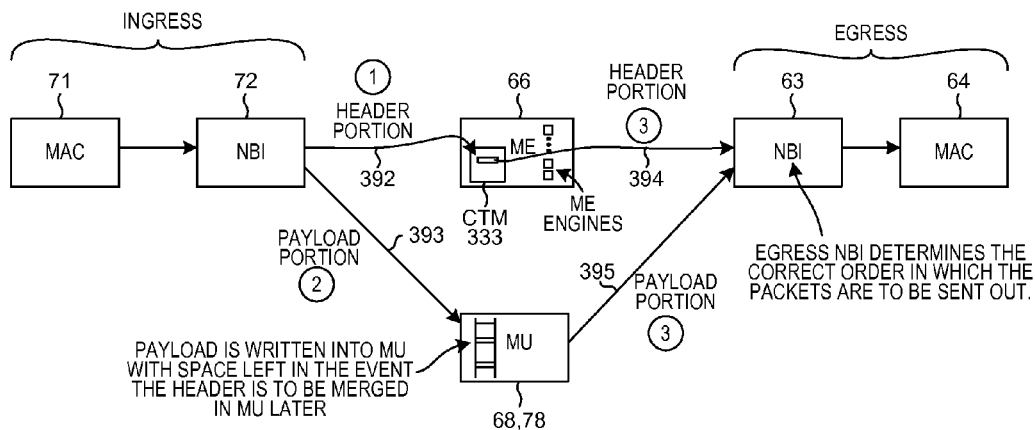 INGRESS
EGRESS
71
72
1
HEADER
PORTION
66
HEADER
PORTION
3
63
64
MAC
NBI
ME
NBI
MAC
392
CTM
333
ME
ENGINES
394
PAYLOAD
PORTION
2
393
395
PAYLOAD
PORTION
3
EGRESS NBI DETERMINES THE
CORRECT ORDER IN WHICH THE
PACKETS ARE TO BE SENT OUT.
MU
PAYLOAD IS WRITTEN INTO MU
WITH SPACE LEFT IN THE EVENT
THE HEADER IS TO BE MERGED
IN MU LATER
68,78